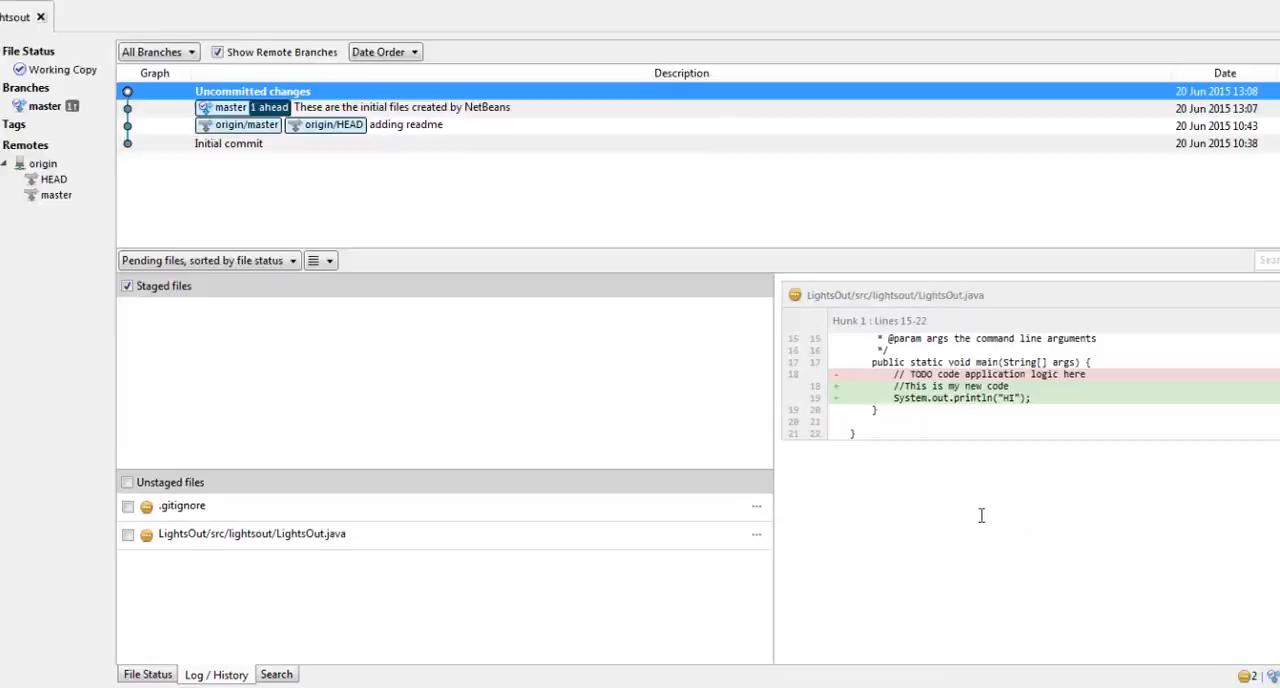 htsout
File Status
Working Copy
Branches
master 1
Tags
Remotes
origin
HEAD
master
All Branches Show Remote Branches Date Order
Graph Description Date
Uncommitted changes 20 Jun 2015 13:08
master 1 ahead These are the initial files created by NetBeans 20 Jun 2015 13:07
origin/master origin/HEAD adding readme 20 Jun 2015 10:43
Initial commit 20 Jun 2015 10:38
Pending files, sorted by file status
Sear
Staged files
Unstaged files
.gitignore ...
LightsOut/src/lightsout/LightsOut.java ...
LightsOut/src/lightsout/LightsOut.java
Hunk 1 : Lines 15-22
15 15 * @param args the command line arguments
16 16 */
17 17 public static void main(String[] args) {
18 - // TODO code application logic here
18 + //This is my new code
19 + System.out.println("HI");
19 20 }
20 21
21 22 }
File Status Log / History Search
2